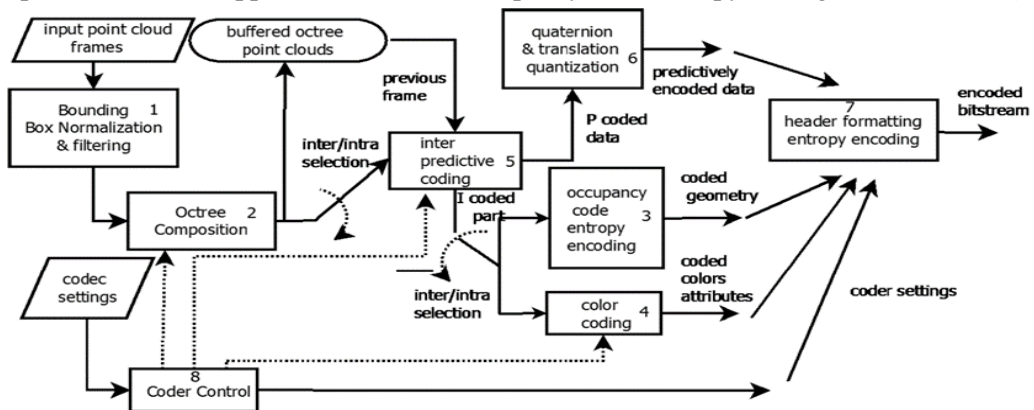 input point cloud
frames
buffered octree
point clouds
quaternion
& translation
quantization 6
previous
frame
predictively
encoded data
encoded
bitstream
Bounding 1
Box Normalization
& filtering
inter/intra
selection
inter
predictive 5
coding
P coded
data
7
header formatting
entropy encoding
Octree 2
Composition
I coded
part
occupancy
code 3
entropy
encoding
coded
geometry
codec
settings
inter/intra
selection
color
coding 4
coded
colors
attributes
coder settings
8
Coder Control